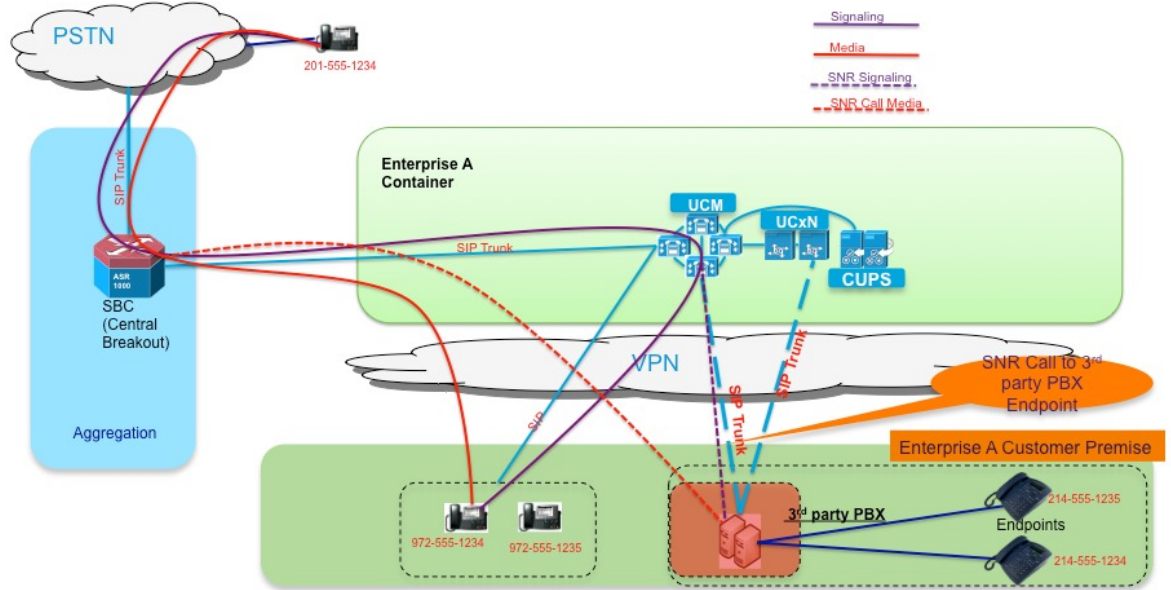 PSTN
201-555-1234
Signaling
Media
SNR Signaling
SNR Call Media
SIP Trunk
Enterprise A
Container
UCM
UCxN
CUPS
SIP Trunk
ASR
1000
SBC
(Central
Breakout)
Aggregation
VPN
SIP
SIP Trunk
SIP Trunk
SNR Call to 3rd
party PBX
Endpoint
Enterprise A Customer Premise
972-555-1234
972-555-1235
3rd party PBX
Endpoints
214-555-1235
214-555-1234